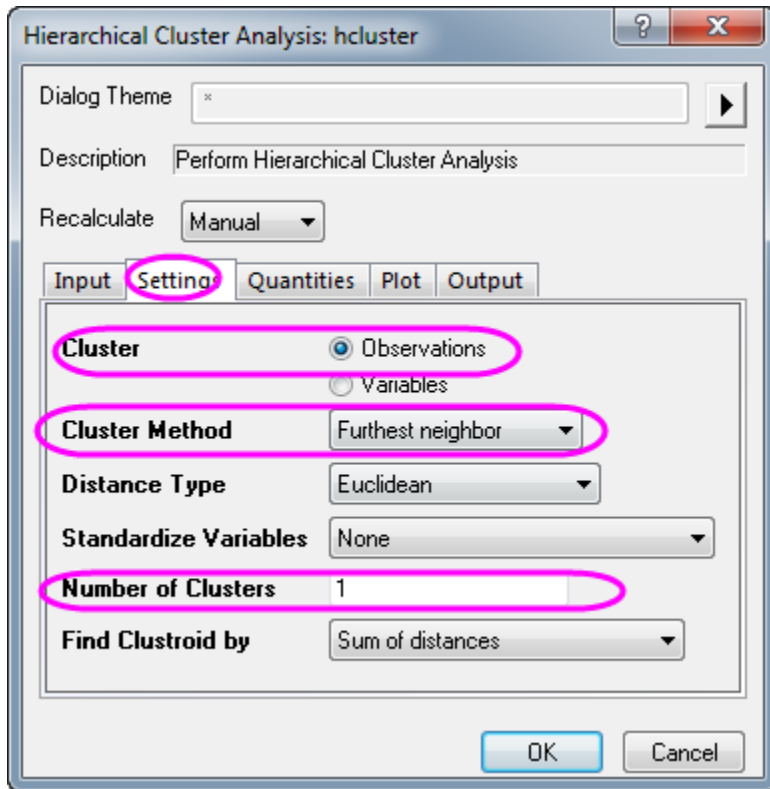 Hierarchical Cluster Analysis: hcluster
Dialog Theme *
Description Perform Hierarchical Cluster Analysis
Recalculate Manual
Input Settings Quantities Plot Output
Cluster Observations
Variables
Cluster Method Furthest neighbor
Distance Type Euclidean
Standardize Variables None
Number of Clusters 1
Find Clustroid by Sum of distances
OK Cancel